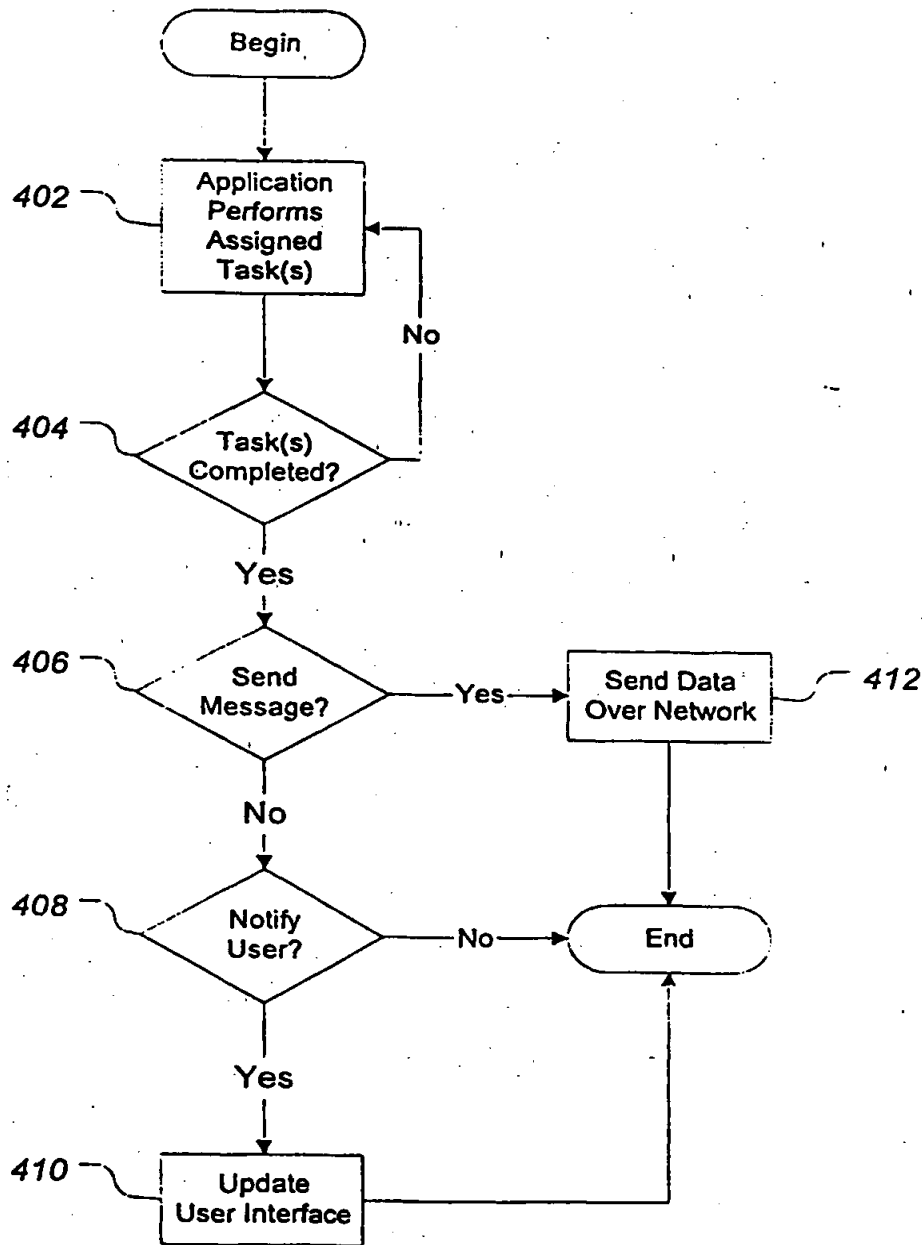 Begin
402
Application
Performs
Assigned
Task(s)
No
404
Task(s)
Completed?
Yes
406
Send
Message?
Yes
Send Data
Over Network
412
No
408
Notify
User?
No
End
Yes
410
Update
User Interface